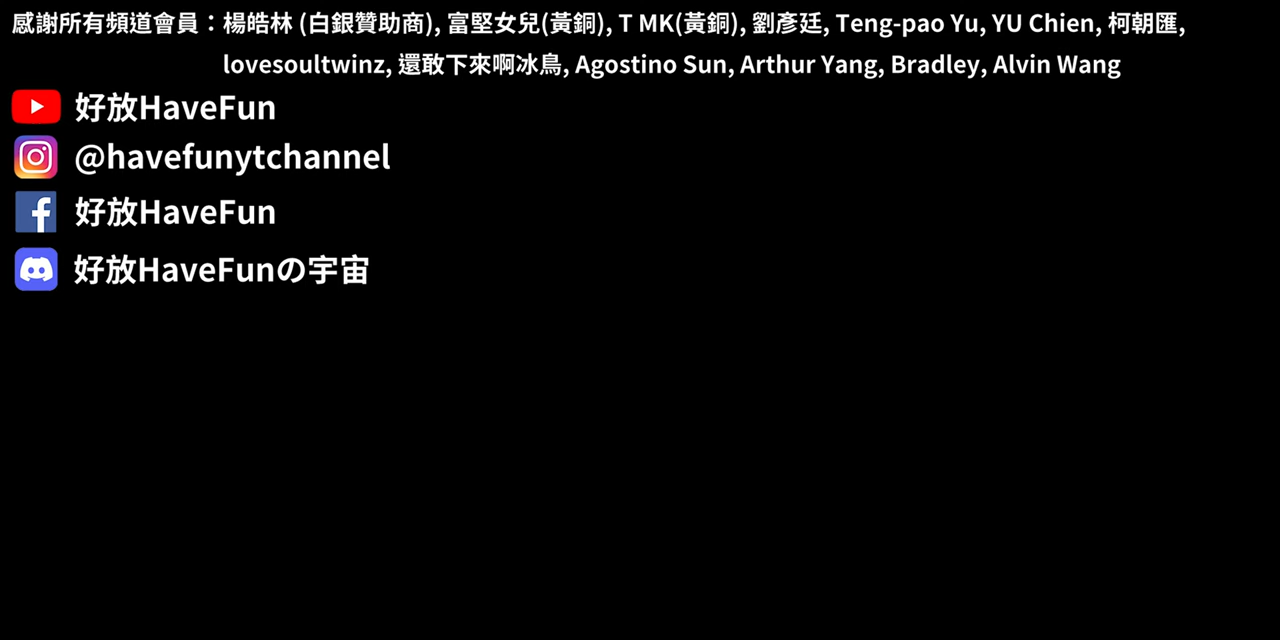 感謝所有頻道會員：楊皓林 (白銀贊助商), 富堅女兒(黃銅), T MK(黃銅), 劉彥廷, Teng-pao Yu, YU Chien, 柯朝匯,
lovesoultwinz, 還敢下來啊冰鳥, Agostino Sun, Arthur Yang, Bradley, Alvin Wang
好放HaveFun
@havefunytchannel
好放HaveFun
好放HaveFunの宇宙